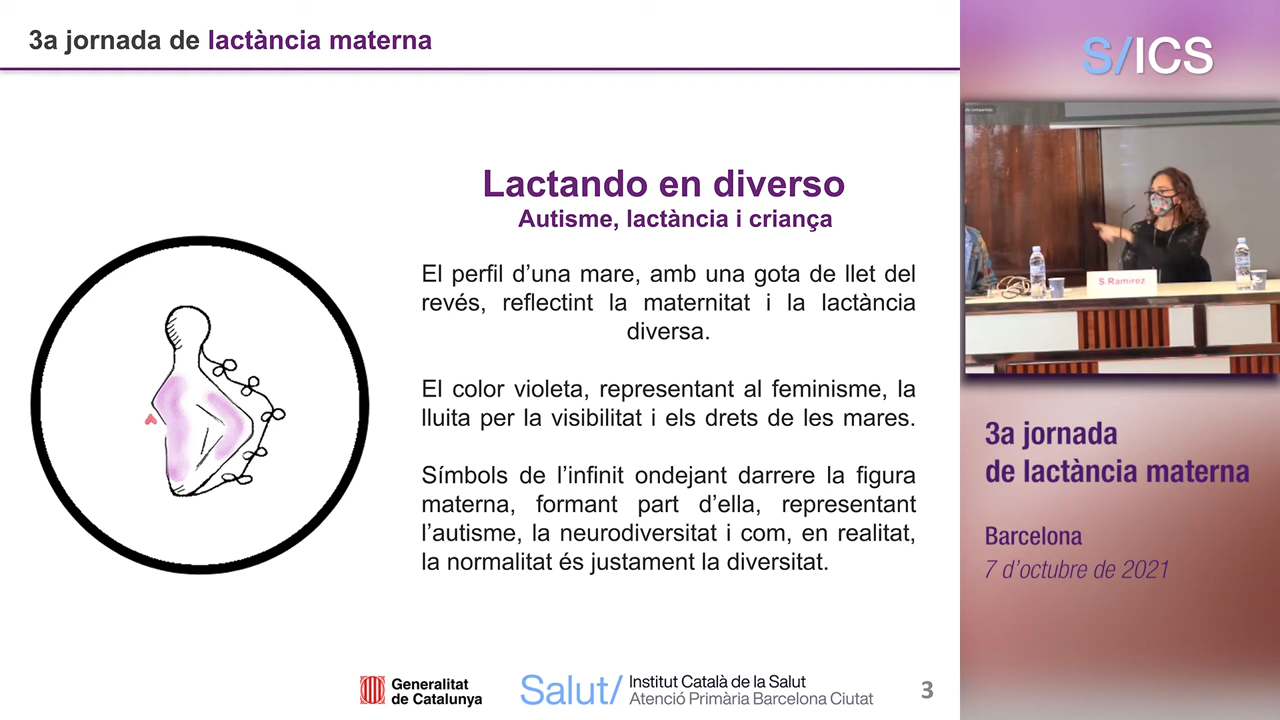 3a jornada de lactància materna
Lactando en diverso
Autisme, lactància i criança
El perfil d’una mare, amb una gota de llet del
revés, reflectint la maternitat i la lactància
diversa.
El color violeta, representant al feminisme, la
lluita per la visibilitat i els drets de les mares.
Símbols de l’infinit ondejant darrere la figura
materna, formant part d’ella, representant
l’autisme, la neurodiversitat i com, en realitat,
la normalitat és justament la diversitat.
Generalitat
de Catalunya
Salut/
Institut Català de la Salut
Atenció Primària Barcelona Ciutat
3
S/ICS
S.Ramirez
3a jornada
de lactància materna
Barcelona
7 d’octubre de 2021